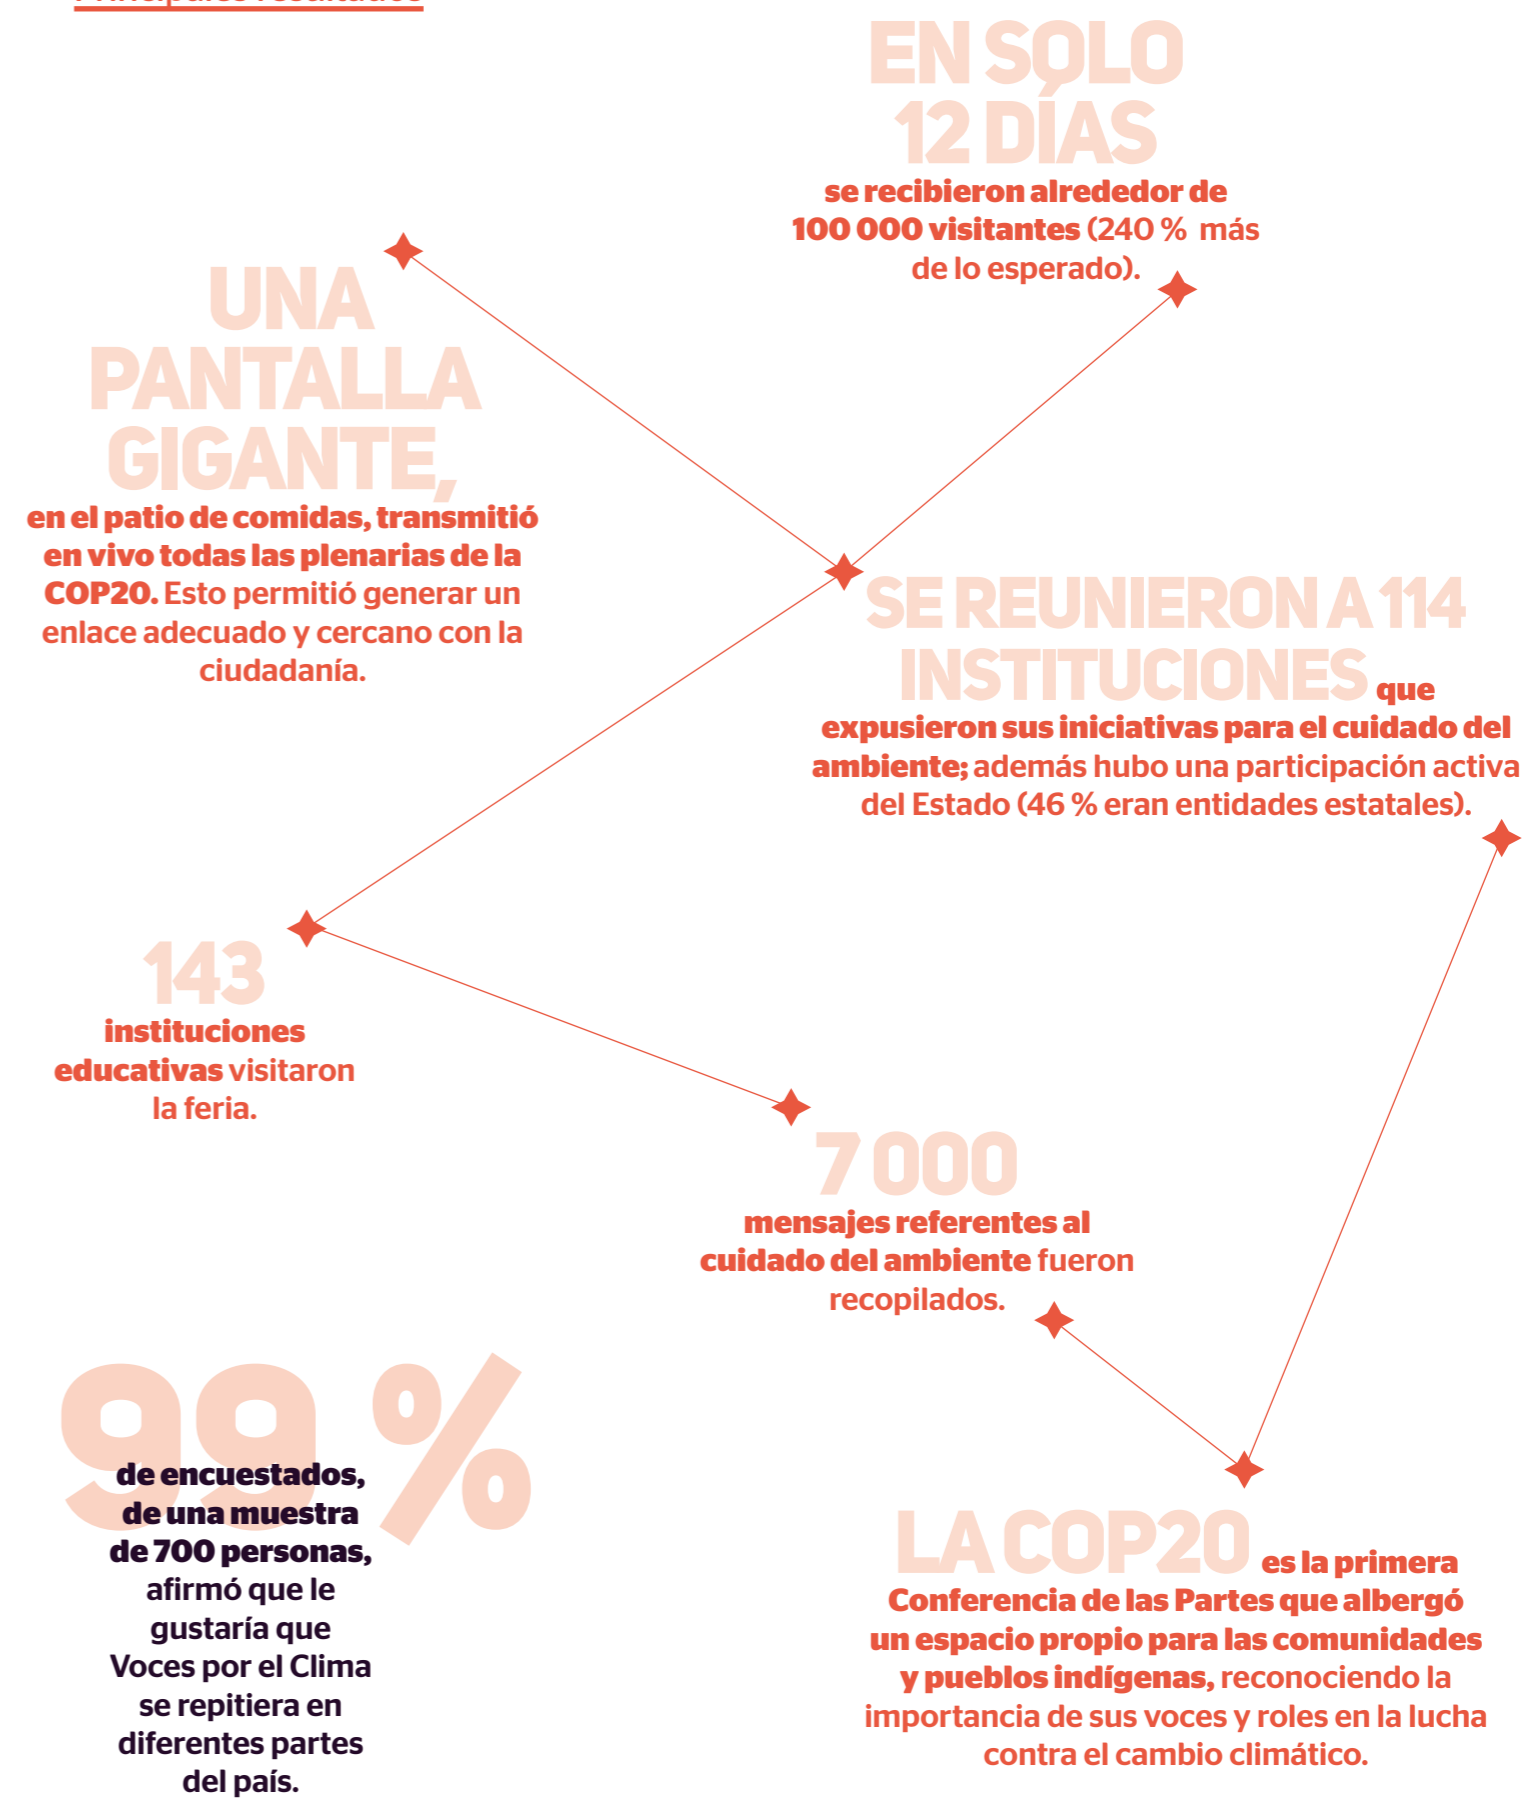 Principales resultados
EN SOLO
12 DÍAS
se recibieron alrededor de
100 000 visitantes (240 % más
de lo esperado).
UNA
PANTALLA
GIGANTE,
en el patio de comidas, transmitió
en vivo todas las plenarias de la
COP20. Esto permitió generar un
enlace adecuado y cercano con la
ciudadanía.
SE REUNIERON A 114
INSTITUCIONES que
expusieron sus iniciativas para el cuidado del
ambiente; además hubo una participación activa
del Estado (46 % eran entidades estatales).
143
instituciones
educativas visitaron
la feria.
7 000
mensajes referentes al
cuidado del ambiente fueron
recopilados.
99 %
de encuestados,
de una muestra
de 700 personas,
afirmó que le
gustaría que
Voces por el Clima
se repitiera en
diferentes partes
del país.
LA COP20 es la primera
Conferencia de las Partes que albergó
un espacio propio para las comunidades
y pueblos indígenas, reconociendo la
importancia de sus voces y roles en la lucha
contra el cambio climático.